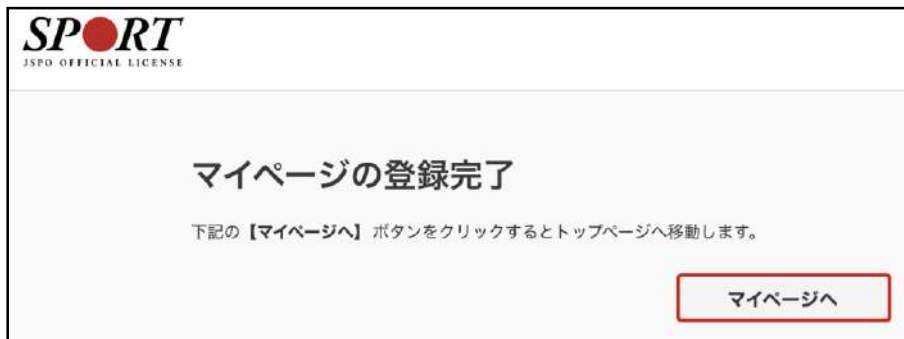 SPORT
JSPO OFFICIAL LICENSE
マイページの登録完了
下記の【マイページへ】ボタンをクリックするとトップページへ移動します。
マイページへ